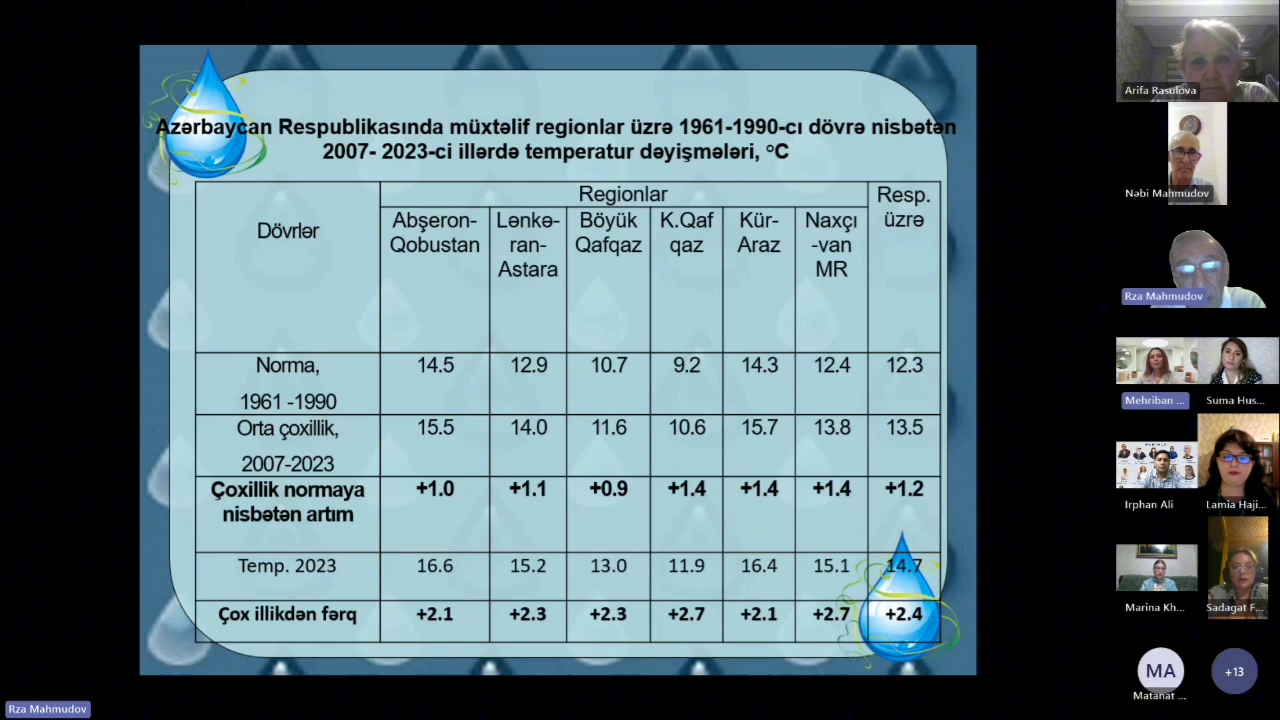 Azərbaycan Respublikasında müxtəlif regionlar üzrə 1961-1990-cı dövrə nisbətən
2007- 2023-ci illərdə temperatur dəyişmələri, °C
Dövrlər
Regionlar
Resp.
üzrə
Abşeron-
Qobustan
Lənkə-
ran-
Astara
Böyük
Qafqaz
K.Qaf
qaz
Kür-
Araz
Naxçı
-van
MR
Norma,
1961 -1990
14.5 12.9 10.7 9.2 14.3 12.4 12.3
Orta çoxillik,
2007-2023
15.5 14.0 11.6 10.6 15.7 13.8 13.5
Çoxillik normaya
nisbətən artım
+1.0 +1.1 +0.9 +1.4 +1.4 +1.4 +1.2
Temp. 2023 16.6 15.2 13.0 11.9 16.4 15.1 14.7
Çox illikdən fərq +2.1 +2.3 +2.3 +2.7 +2.1 +2.7 +2.4
Arifa Rasulova
Nəbi Mahmudov
Rza Mahmudov
Mehriban ...
Suma Hus...
Irphan Ali
Lamia Haji...
Marina Kh...
Sadagat F...
MA
Matanat ...
+13
Rza Mahmudov